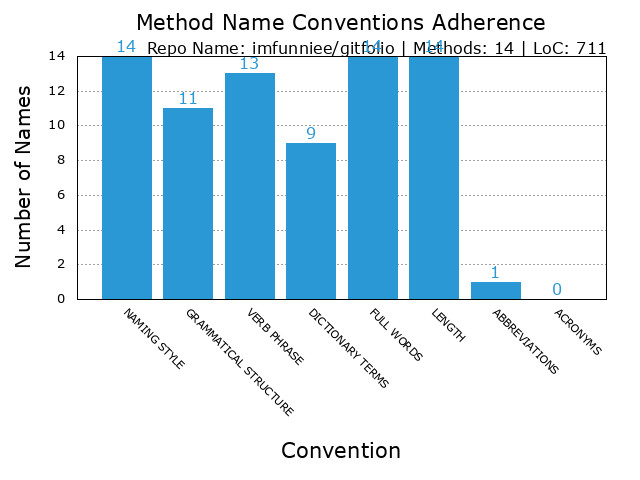 Method Name Conventions Adherence
Repo Name: imfunniee/gitfolio | Methods: 14 | LoC: 711
Number of Names
14
12
10
8
6
4
2
0
14
11
13
9
14
14
1
0
NAMING STYLE
GRAMMATICAL STRUCTURE
VERB PHRASE
DICTIONARY TERMS
FULL WORDS
LENGTH
ABBREVIATIONS
ACRONYMS
Convention